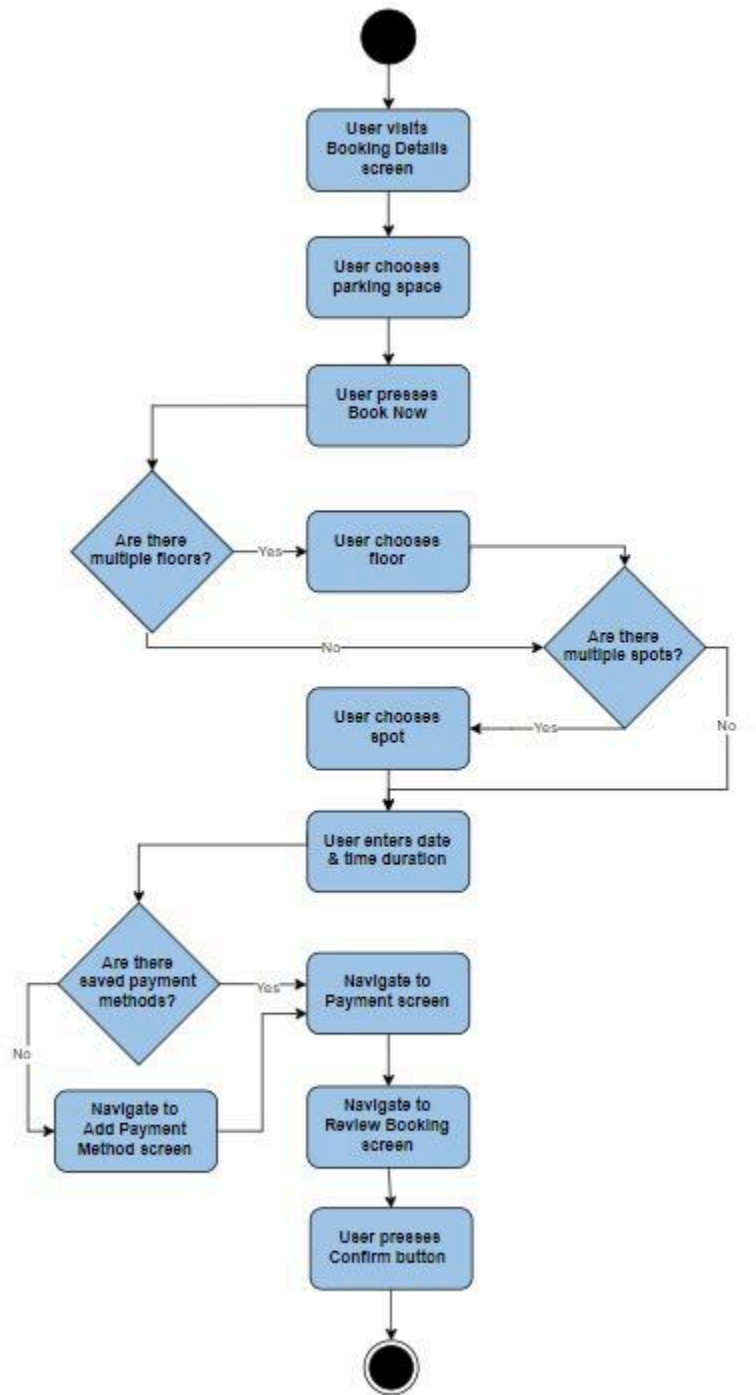 User visits
Booking Details
screen
User chooses
parking space
User presses
Book Now
Are there
multiple floors?
Yes
User chooses
floor
No
Are there
multiple spots?
User chooses
spot
Yes
No
User enters date
& time duration
Are there
saved payment
methods?
Yes
Navigate to
Payment screen
No
Navigate to
Add Payment
Method screen
Navigate to
Review Booking
screen
User presses
Confirm button